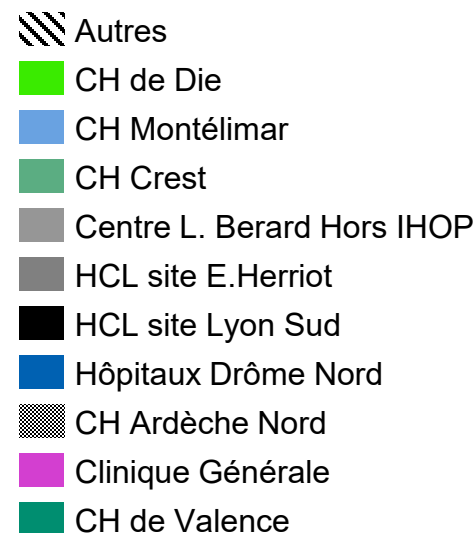 Autres
CH de Die
CH Montélimar
CH Crest
Centre L. Berard Hors IHOP
HCL site E.Herriot
HCL site Lyon Sud
Hôpitaux Drôme Nord
CH Ardèche Nord
Clinique Générale
CH de Valence